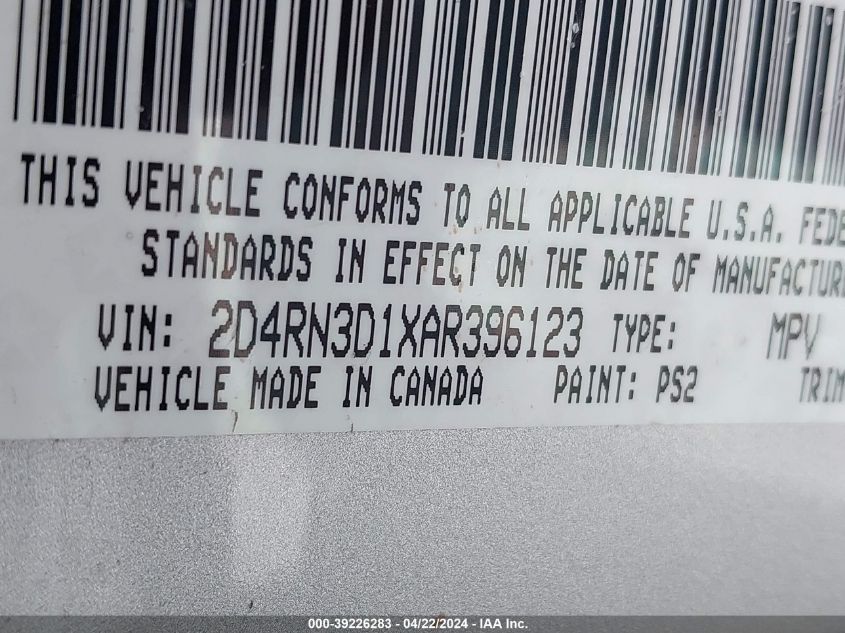 THIS VEHICLE CONFORMS TO ALL APPLICABLE U.S.A. FEDE
STANDARDS IN EFFECT ON THE DATE OF MANUFACTURE
VIN: 2D4RN3D1XAR396123 TYPE: MPV
VEHICLE MADE IN CANADA PAINT: PS2 TRIM
000-39226283 - 04/22/2024 - IAA Inc.